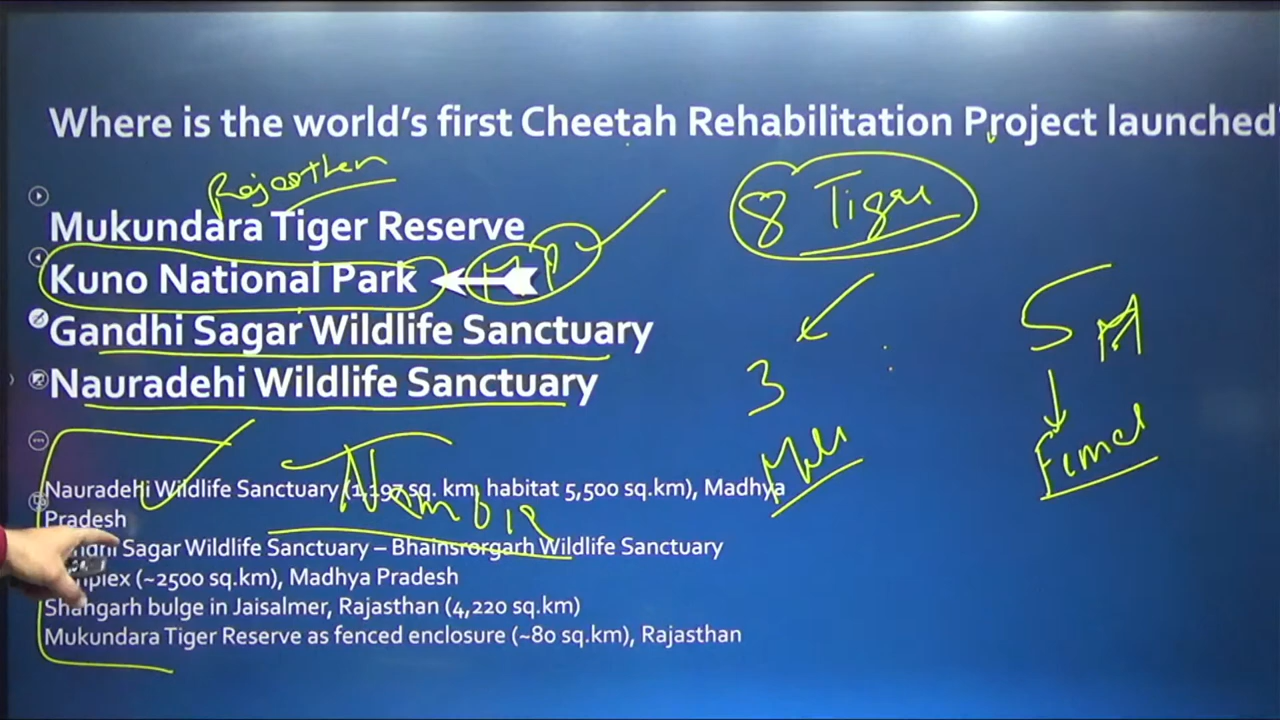 Where is the world's first Cheetah Rehabilitation Project launched
Rajasthan
8 Tiger
Mukundara Tiger Reserve
Kuno National Park
MP
Gandhi Sagar Wildlife Sanctuary
5 M
Nauradehi Wildlife Sanctuary
3
Male
Femal
Nauradehi Wildlife Sanctuary (1,197 sq. km, habitat 5,500 sq.km), Madhya
Pradesh
Sagar Wildlife Sanctuary – Bhainsrorgarh Wildlife Sanctuary
(~2500 sq.km), Madhya Pradesh
Shahgarh bulge in Jaisalmer, Rajasthan (4,220 sq.km)
Mukundara Tiger Reserve as fenced enclosure (~80 sq.km), Rajasthan